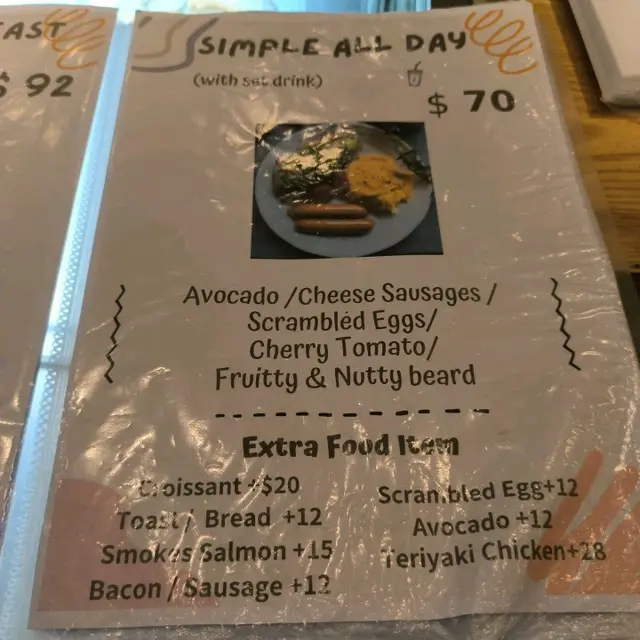 AST
$ 92
SIMPLE ALL DAY
(with set drink)
$ 70
Avocado /Cheese Sausages /
Scrambled Eggs/
Cherry Tomato/
Fruitty & Nutty beard
Extra Food Item
Croissant +$20
Toast / Bread +12
Smokes Salmon +15
Bacon / Sausage +12
Scrambled Egg+12
Avocado +12
Teriyaki Chicken+28